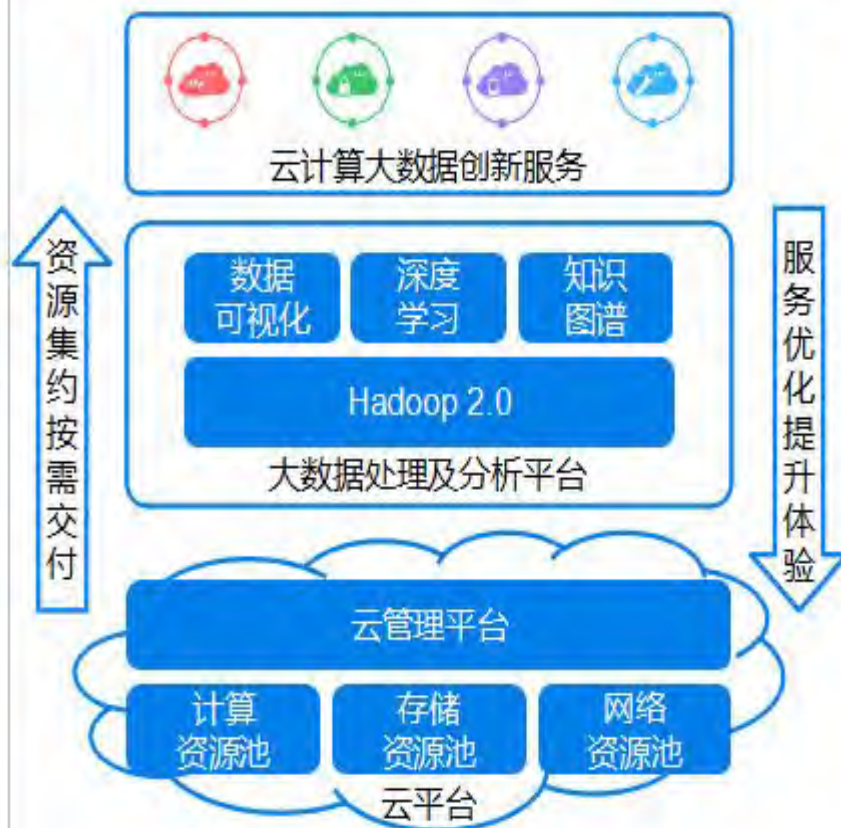 云计算大数据创新服务
资源集约按需交付
数据
可视化
深度
学习
知识
图谱
Hadoop 2.0
大数据处理及分析平台
服务优化提升体验
云管理平台
计算
资源池
存储
资源池
网络
资源池
云平台